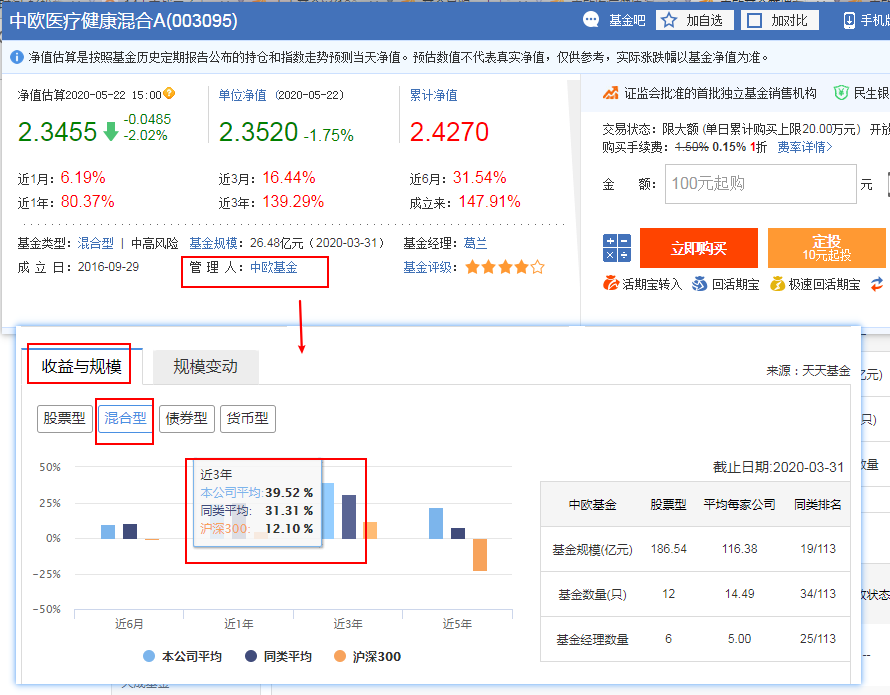 中欧医疗健康混合A(003095) 基金吧 加自选 加对比 手机版
净值估算是按照基金历史定期报告公布的持仓和指数走势预测当天净值。预估数值不代表真实净值，仅供参考，实际涨跌幅以基金净值为准。
净值估算2020-05-22 15:00 单位净值 (2020-05-22) 累计净值
2.3455 -0.0485 -2.02% 2.3520 -1.75% 2.4270
近1月: 6.19% 近3月: 16.44% 近6月: 31.54%
近1年: 80.37% 近3年: 139.29% 成立来: 147.91%
基金类型: 混合型 | 中高风险 基金规模: 26.48亿元 (2020-03-31) 基金经理: 葛兰
成 立 日: 2016-09-29 管 理 人: 中欧基金 基金评级:
证监会批准的首批独立基金销售机构 民生银
交易状态: 限大额 (单日累计购买上限20.00万元) 开放
购买手续费: 1.50% 0.15% 1折 费率详情>
金 额: 100元起购 元
立即购买 定投
10元起投
活期宝转入 回活期宝 极速回活期宝
收益与规模 规模变动
来源：天天基金
股票型 混合型 债券型 货币型
50%
25%
0%
-25%
-50%
近3年
本公司平均: 39.52 %
同类平均: 31.31 %
沪深300: 12.10 %
近6月 近1年 近3年 近5年
本公司平均 同类平均 沪深300
截止日期:2020-03-31
中欧基金 股票型 平均每家公司 同类排名
基金规模(亿元) 186.54 116.38 19/113
基金数量(只) 12 14.49 34/113
基金经理数量 6 5.00 25/113
亿元)
只)
数量
状态
--